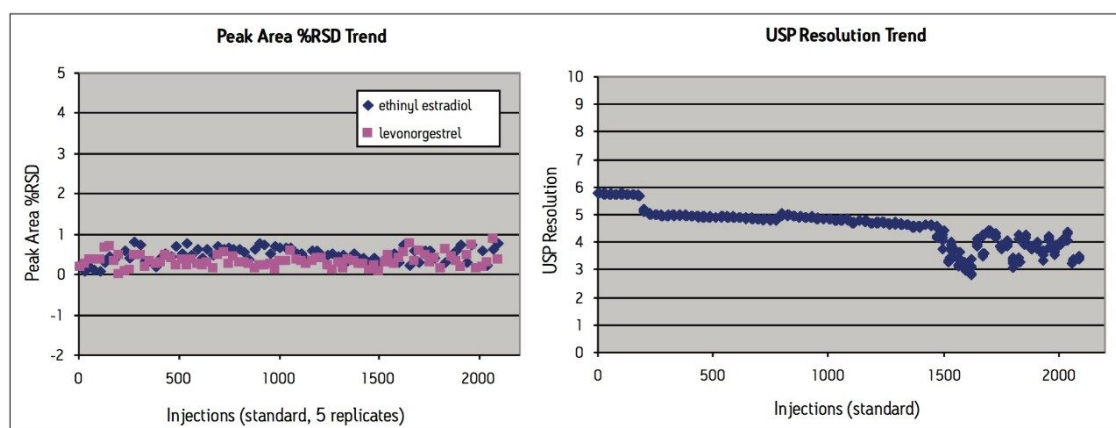 Peak Area %RSD Trend
5
4
3
2
1
0
-1
-2
Peak Area %RSD
ethinyl estradiol
levonorgestrel
0 500 1000 1500 2000
Injections (standard, 5 replicates)
USP Resolution Trend
10
9
8
7
6
5
4
3
2
1
0
USP Resolution
0 500 1000 1500 2000
Injections (standard)